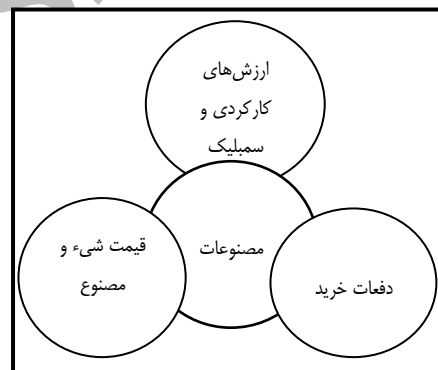 ارزش‌های
کارکردی و
سمبلیک
مصنوعات
قیمت شیء و
مصنوع
دفعات خرید